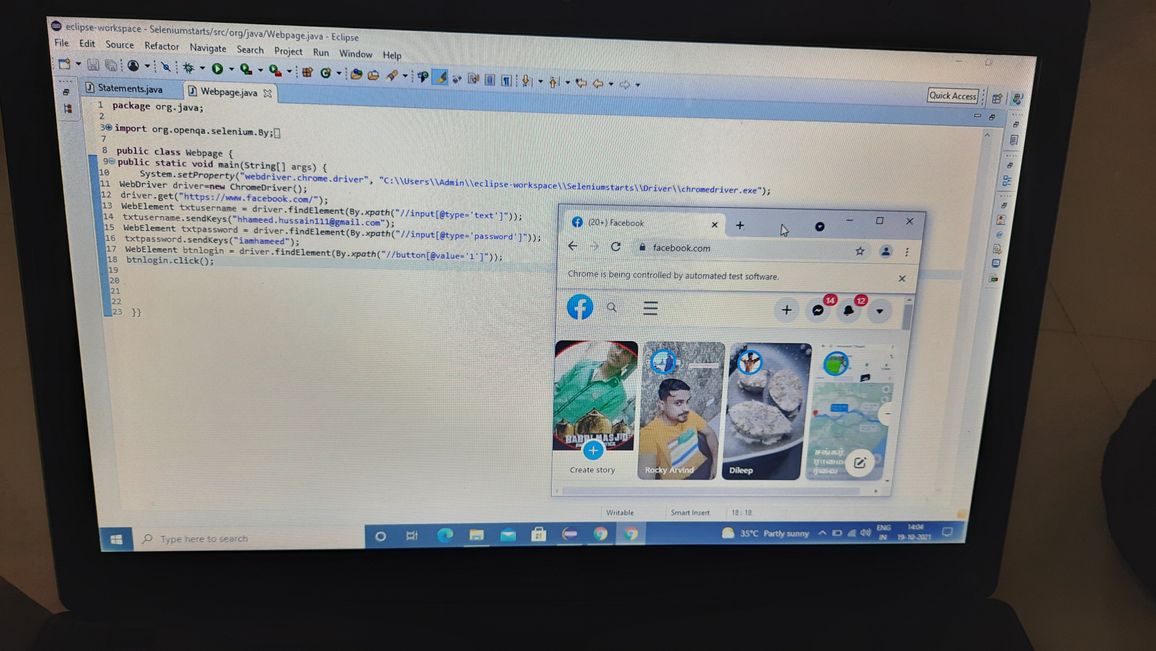 eclipse-workspace - Seleniumstarts/src/org/java/Webpage.java - Eclipse
File Edit Source Refactor Navigate Search Project Run Window Help
Quick Access
Statements.java Webpage.java
1 package org.java;
2
3 import org.openqa.selenium.By;
7
8 public class Webpage {
9 public static void main(String[] args) {
10 System.setProperty("webdriver.chrome.driver", "C:\\Users\\Admin\\eclipse-workspace\\Seleniumstarts\\Driver\\chromedriver.exe");
11 WebDriver driver=new ChromeDriver();
12 driver.get("https://www.facebook.com/");
13 WebElement txtusername = driver.findElement(By.xpath("//input[@type='text']"));
14 txtusername.sendKeys("hhameed.hussain111@gmail.com");
15 WebElement txtpassword = driver.findElement(By.xpath("//input[@type='password']"));
16 txtpassword.sendKeys("iamhameed");
17 WebElement btnlogin = driver.findElement(By.xpath("//button[@value='1']"));
18 btnlogin.click();
19
20
21
22
23 }}
(20+) Facebook
facebook.com
Chrome is being controlled by automated test software.
14 12
BABRI MASJID
Create story
Rocky Arvind
Dileep
Writable Smart Insert 18 : 18
Type here to search
35°C Partly sunny
ENG
IN
14:04
19-10-2021